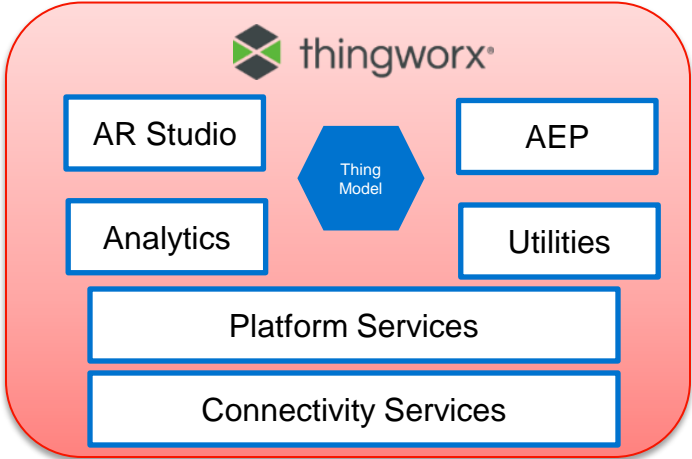 thingworx®
AR Studio
AEP
Thing
Model
Analytics
Utilities
Platform Services
Connectivity Services